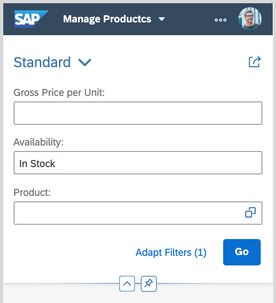 SAP Manage Productcs
Standard
Gross Price per Unit:
Availability:
In Stock
Product:
Adapt Filters (1) Go